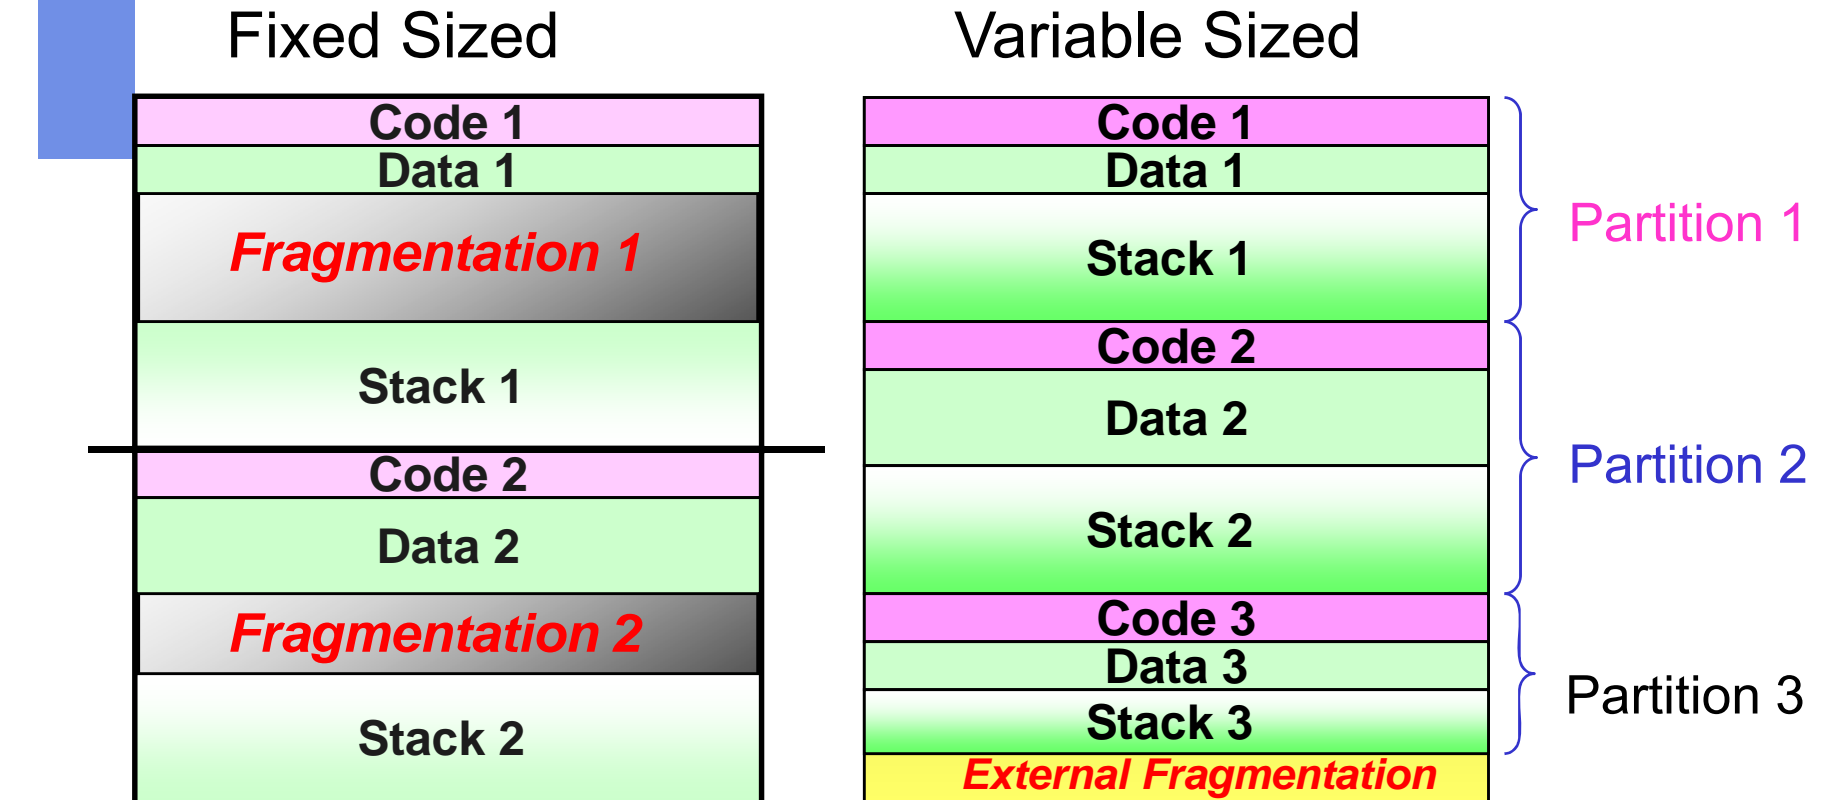 Fixed Sized
Code 1
Data 1
Fragmentation 1
Stack 1
Code 2
Data 2
Fragmentation 2
Stack 2
Variable Sized
Code 1
Data 1
Stack 1
Code 2
Data 2
Stack 2
Code 3
Data 3
Stack 3
External Fragmentation
Partition 1
Partition 2
Partition 3